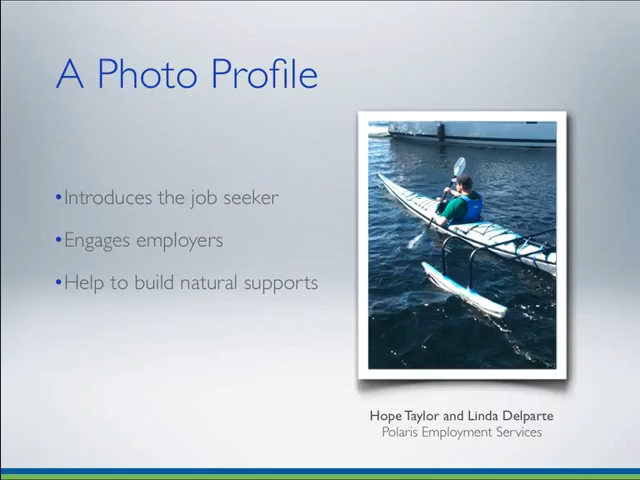 A Photo Profile
•Introduces the job seeker
•Engages employers
•Help to build natural supports
Hope Taylor and Linda Delparte
Polaris Employment Services